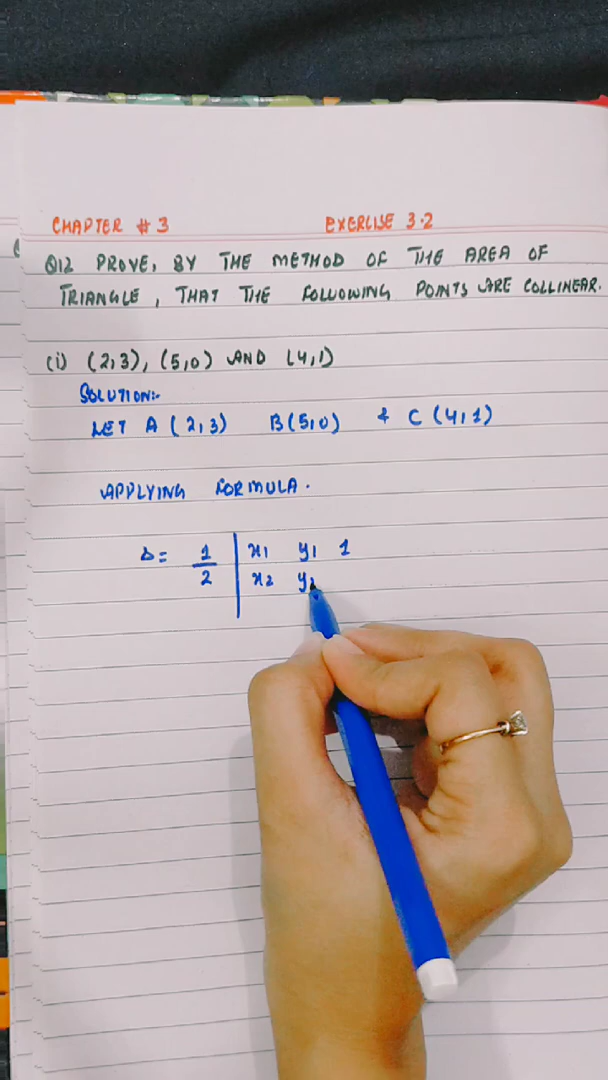 CHAPTER # 3 EXERCISE 3.2
Q12 PROVE, BY THE METHOD OF THE AREA OF
TRIANGLE, THAT THE FOLLOWING POINTS ARE COLLINEAR.
(i) (2,3), (5,0) AND (4,1)
SOLUTION:-
LET A (2,3) B(5,0) & C (4,1)
APPLYING FORMULA.
Δ = 1/2 | x1 y1 1
x2 y2